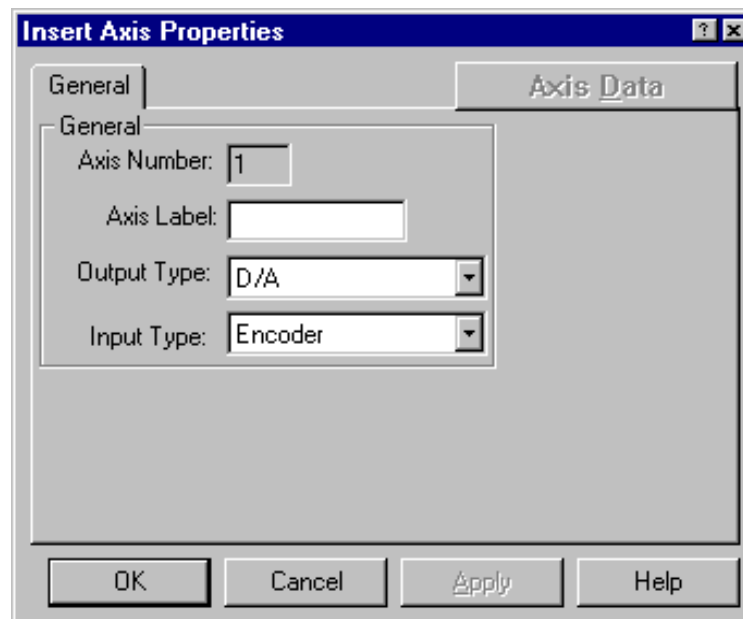 Insert Axis Properties
General
Axis Data
General
Axis Number: 1
Axis Label:
Output Type: D/A
Input Type: Encoder
OK Cancel Apply Help